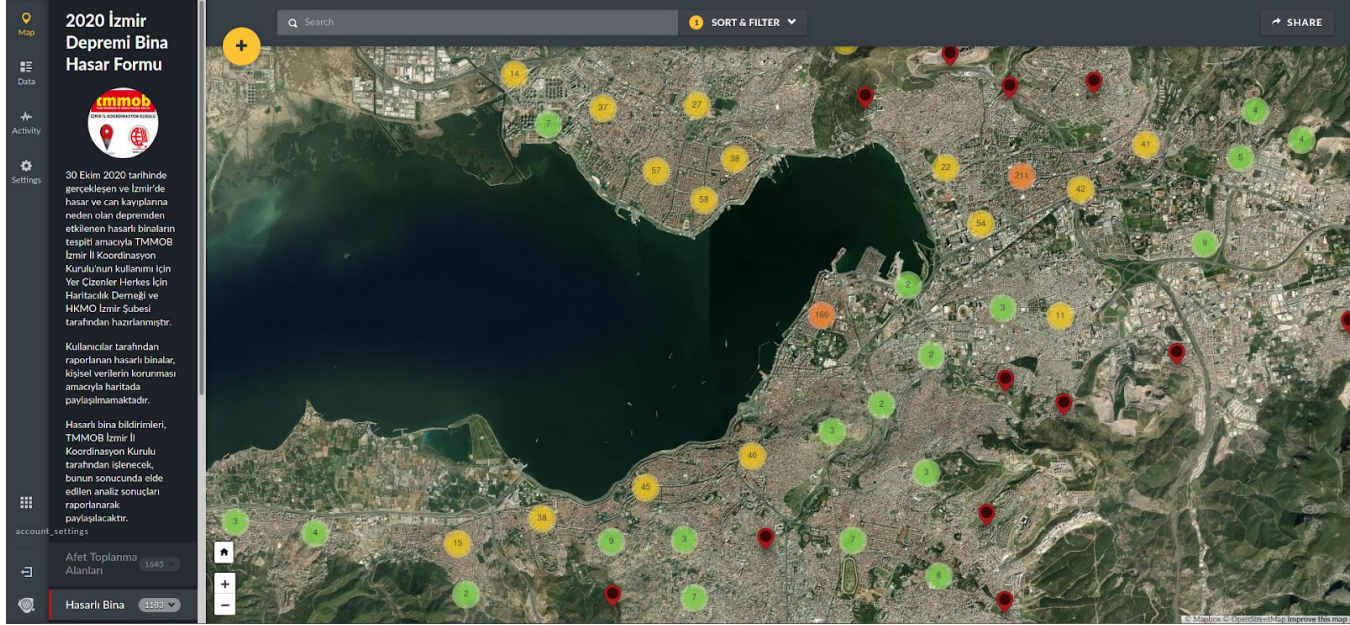 Map
Data
Activity
Settings
account_settings
2020 İzmir
Depremi Bina
Hasar Formu
tmmob
İZMİR İL KOORDİNASYON KURULU
30 Ekim 2020 tarihinde
gerçekleşen ve İzmir'de
hasar ve can kayıplarına
neden olan depremden
etkilenen hasarlı binaların
tespiti amacıyla TMMOB
İzmir İl Koordinasyon
Kurulu'nun kullanımı için
Yer Çizenler Herkes İçin
Haritacılık Derneği ve
HKMO İzmir Şubesi
tarafından hazırlanmıştır.
Kullanıcılar tarafından
raporlanan hasarlı binalar,
kişisel verilerin korunması
amacıyla haritada
paylaşılmamaktadır.
Hasarlı bina bildirimleri,
TMMOB İzmir İl
Koordinasyon Kurulu
tarafından işlenecek,
bunun sonucunda elde
edilen analiz sonuçları
raporlanarak
paylaşılacaktır.
Afet Toplanma
Alanları 1645
Hasarlı Bina 1183
+
Search
1 SORT & FILTER
SHARE
14
37
27
7
57
38
58
22
211
41
42
4
4
5
54
9
2
3
11
166
2
2
3
46
45
3
38
3
4
15
9
3
7
6
2
7
+
−
© Mapbox © OpenStreetMap Improve this map